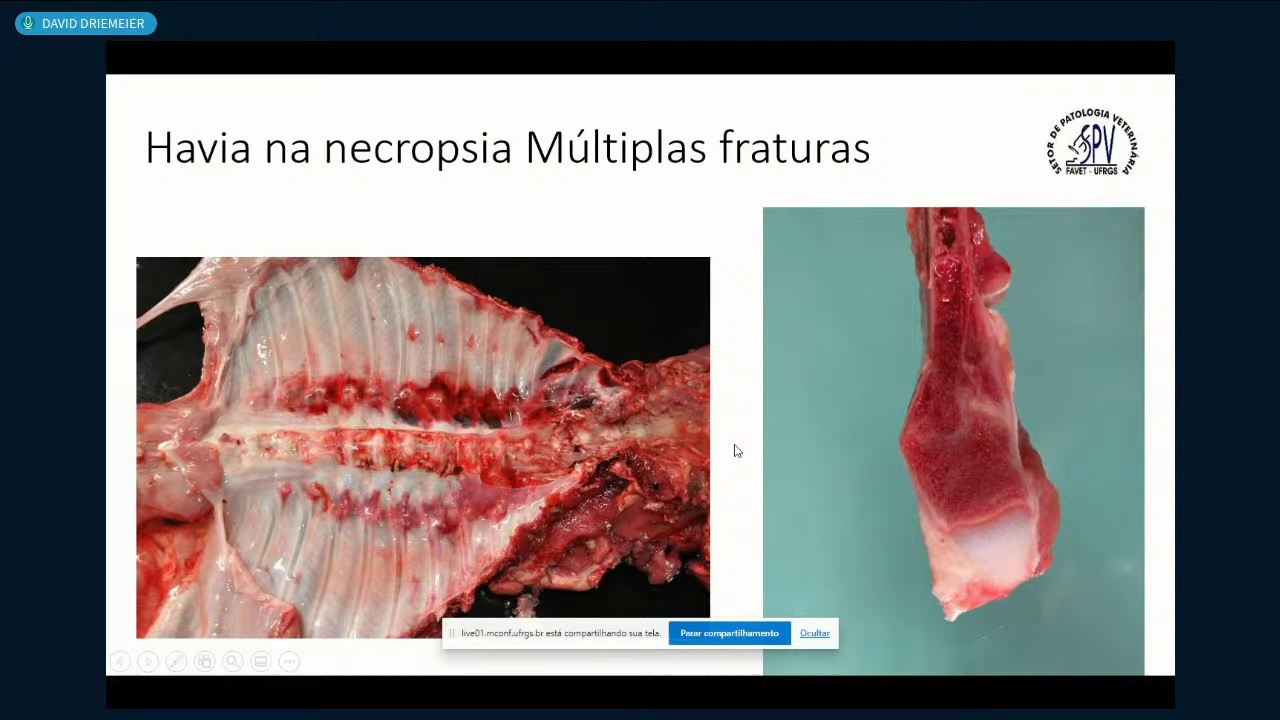 DAVID DRIEMEIER
Havia na necropsia Múltiplas fraturas
SETOR DE PATOLOGIA VETERINÁRIA
SPV
FAVET - UFRGS
live01.mconf.ufrgs.br está compartilhando sua tela.
Parar compartilhamento
Ocultar